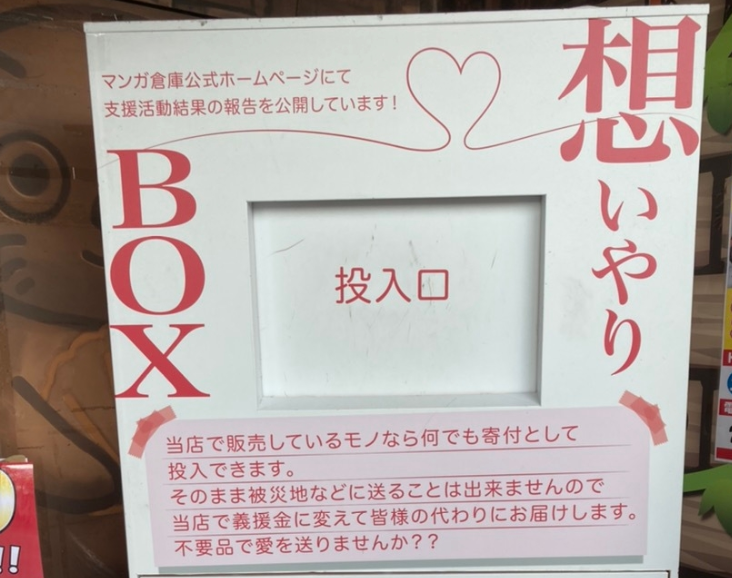 マンガ倉庫公式ホームページにて
支援活動結果の報告を公開しています!
想いやり
BOX
投入口
当店で販売しているモノなら何でも寄付として
投入できます。
そのまま被災地などに送ることは出来ませんので
当店で義援金に変えて皆様の代わりにお届けします。
不要品で愛を送りませんか??
!!